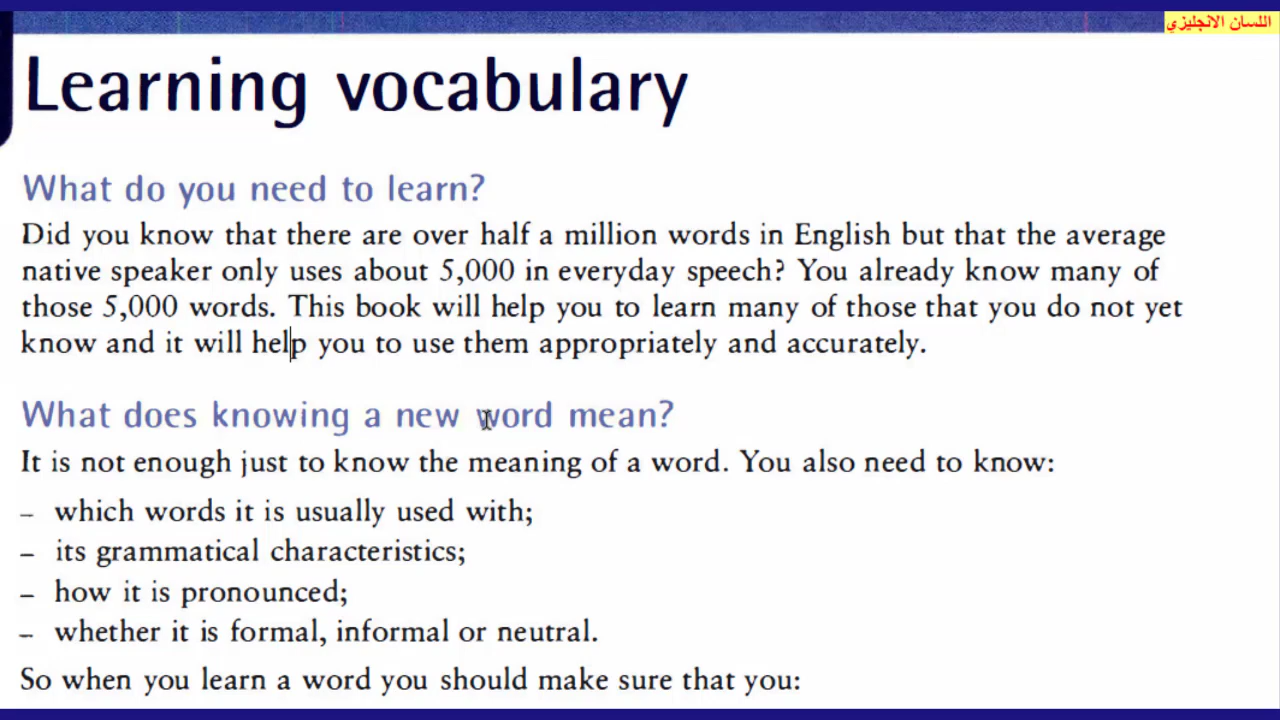 اللسان الانجليزي
Learning vocabulary
What do you need to learn?
Did you know that there are over half a million words in English but that the average
native speaker only uses about 5,000 in everyday speech? You already know many of
those 5,000 words. This book will help you to learn many of those that you do not yet
know and it will help you to use them appropriately and accurately.
What does knowing a new word mean?
It is not enough just to know the meaning of a word. You also need to know:
– which words it is usually used with;
– its grammatical characteristics;
– how it is pronounced;
– whether it is formal, informal or neutral.
So when you learn a word you should make sure that you: